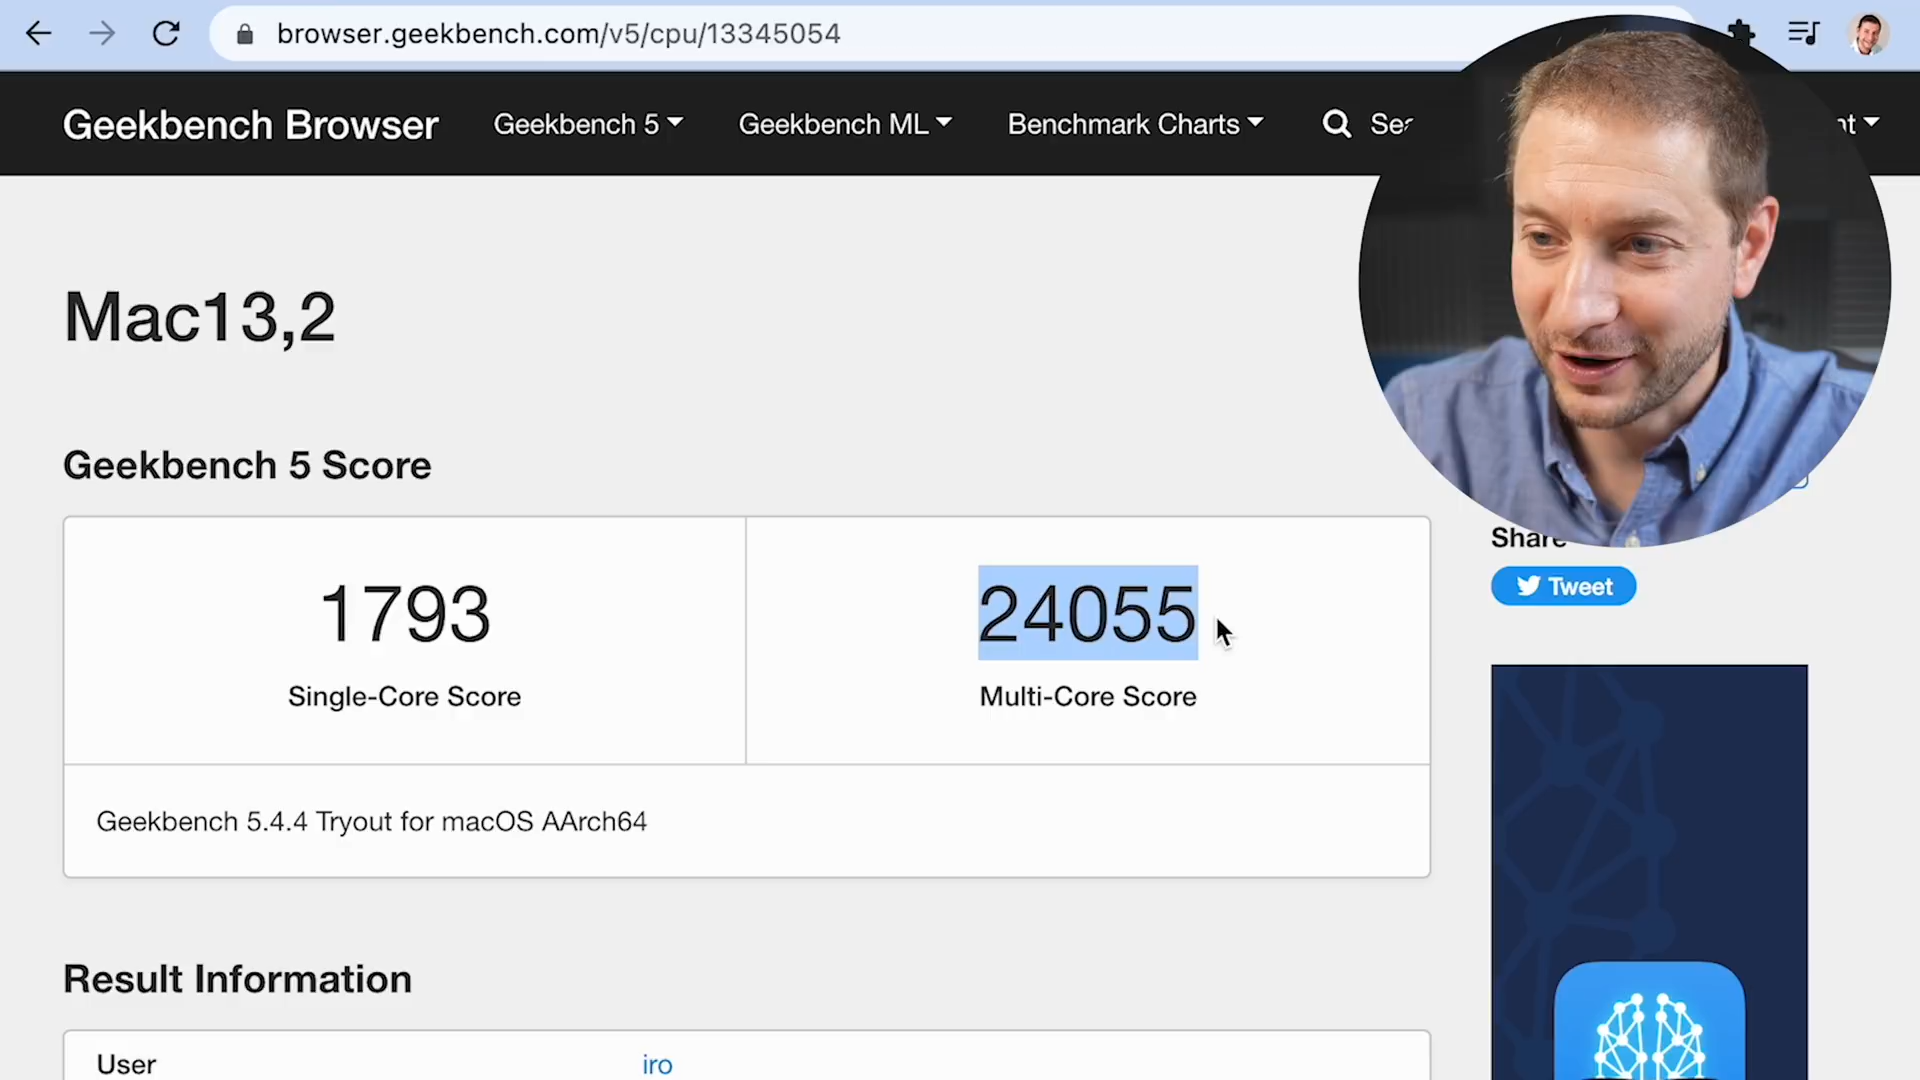 browser.geekbench.com/v5/cpu/13345054
Geekbench Browser
Geekbench 5
Geekbench ML
Benchmark Charts
Mac13,2
Geekbench 5 Score
1793
24055
Single-Core Score
Multi-Core Score
Geekbench 5.4.4 Tryout for macOS AArch64
Share
Tweet
Result Information
User
iro